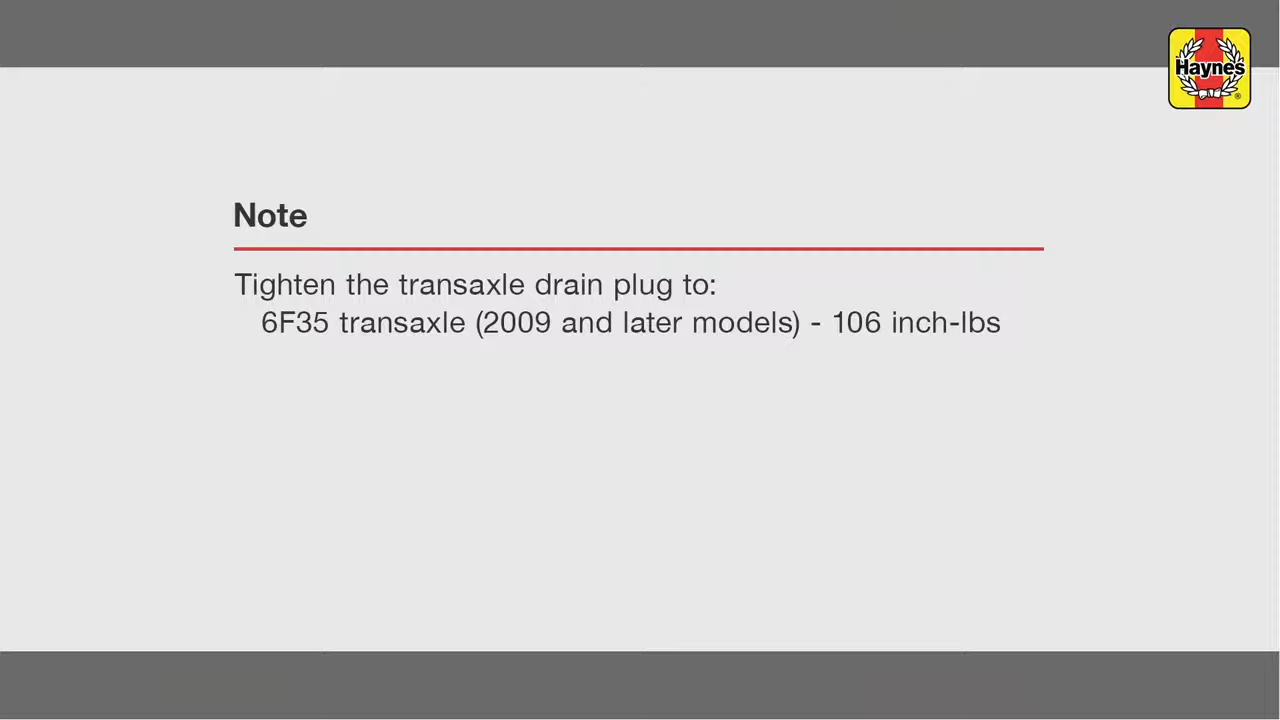 Haynes
Note
Tighten the transaxle drain plug to:
6F35 transaxle (2009 and later models) - 106 inch-lbs